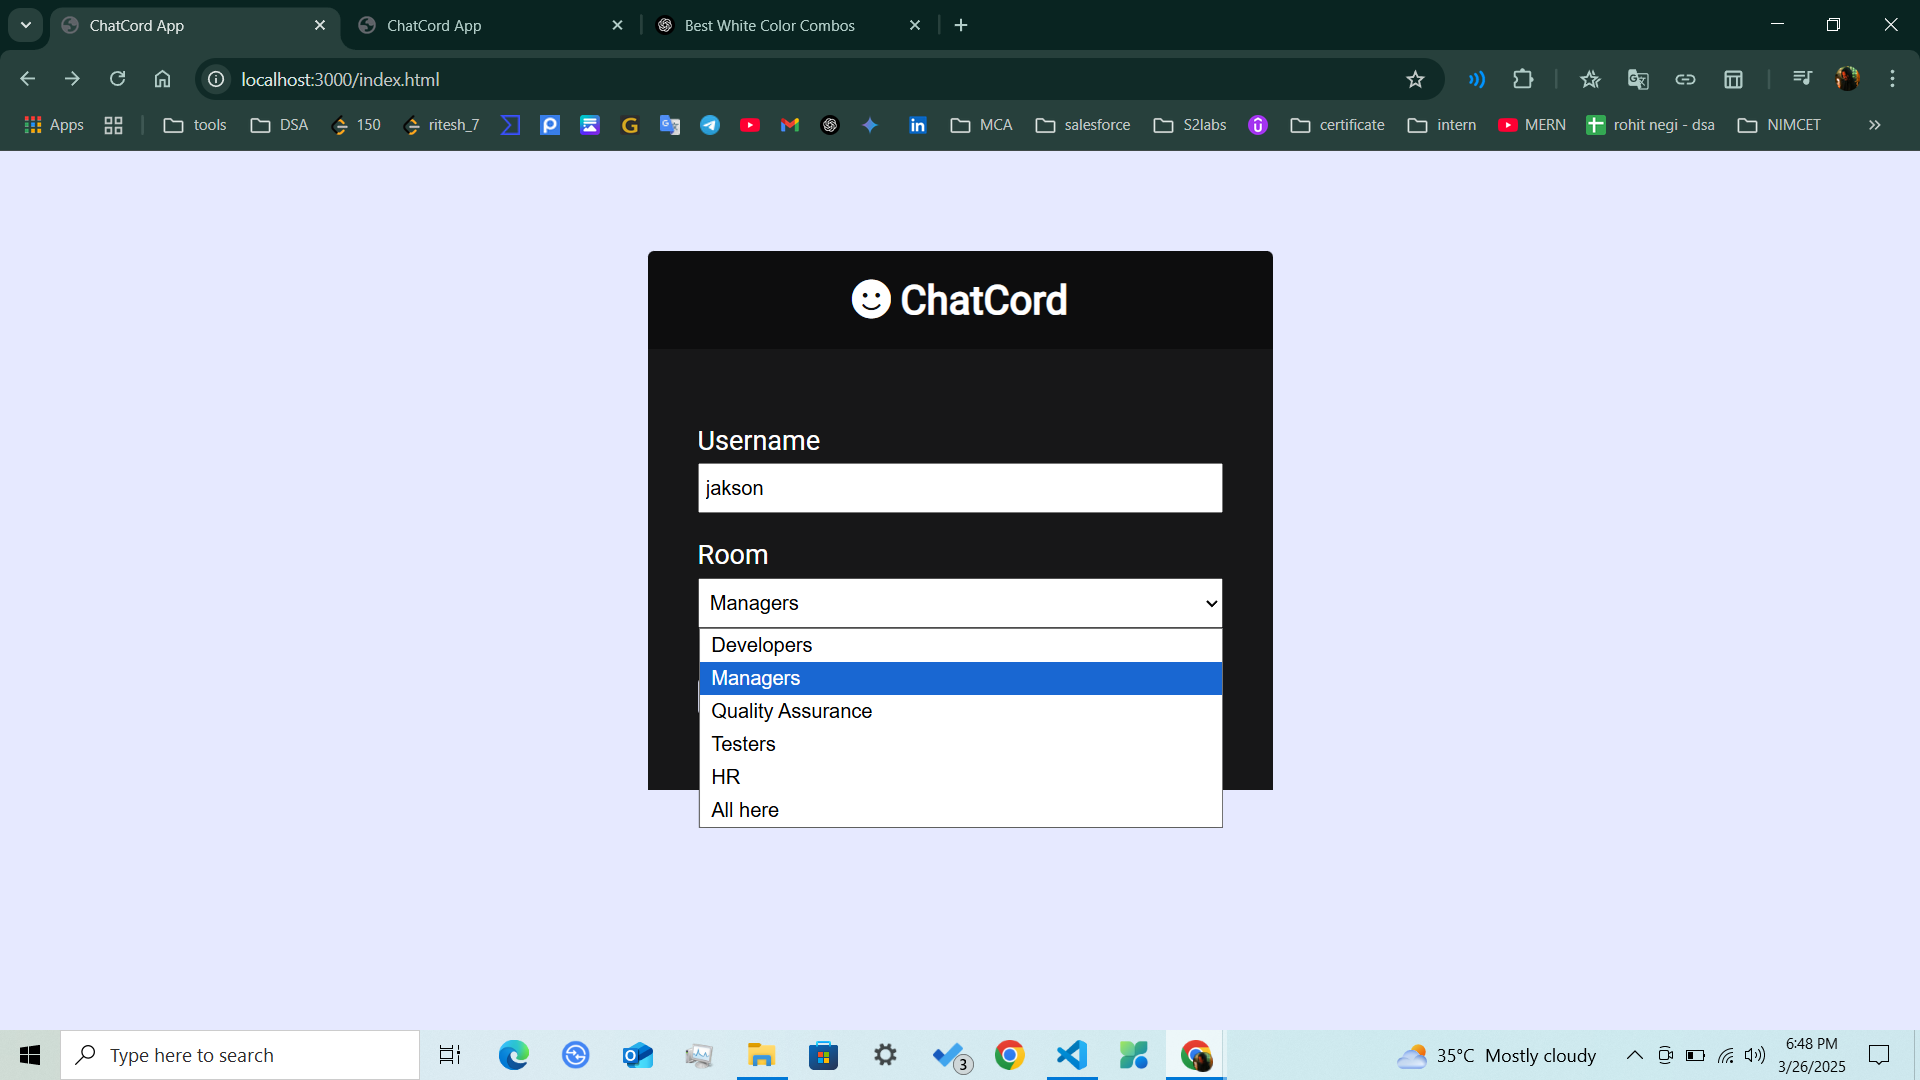 ChatCord App
ChatCord App
Best White Color Combos
localhost:3000/index.html
Apps
tools
DSA
150
ritesh_7
MCA
salesforce
S2labs
certificate
intern
MERN
rohit negi - dsa
NIMCET
ChatCord
Username
jakson
Room
Managers
Developers
Managers
Quality Assurance
Testers
HR
All here
Type here to search
3
35°C Mostly cloudy
6:48 PM
3/26/2025